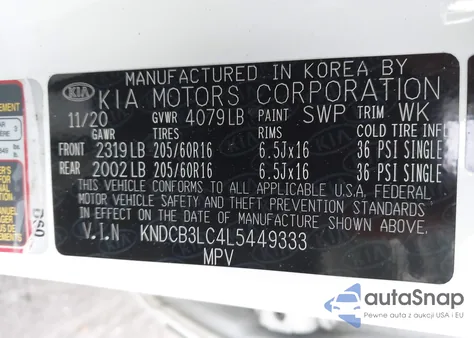 MANUFACTURED IN KOREA BY
KIA KIA MOTORS CORPORATION
11/20 GVWR 4079LB PAINT SWP TRIM WK
GAWR TIRES RIMS COLD TIRE INF
FRONT 2319LB 205/60R16 6.5Jx16 36 PSI SINGLE
REAR 2002LB 205/60R16 6.5Jx16 36 PSI SINGLE
THIS VEHICLE CONFORMS TO ALL APPLICABLE U.S.A. FEDERAL
MOTOR VEHICLE SAFETY AND THEFT PREVENTION STANDARDS
IN EFFECT ON THE DATE OF MANUFACTURE SHOWN ABOVE.
V.I.N KNDCB3LC4L5449333
MPV
DSD
autoSnap
Pewne auta z aukcji USA i EU